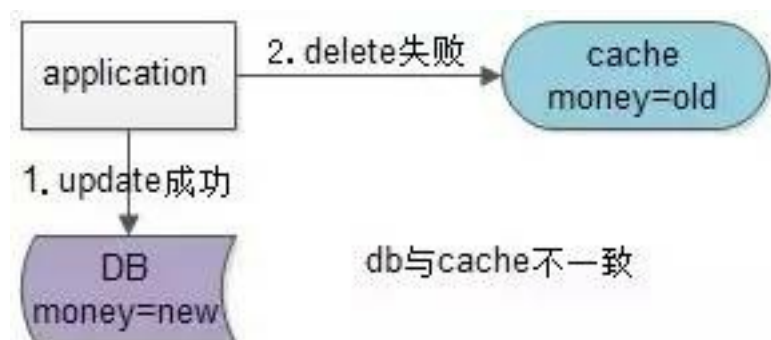 application
2. delete失败
cache
money=old
1. update成功
DB
money=new
db与cache不一致